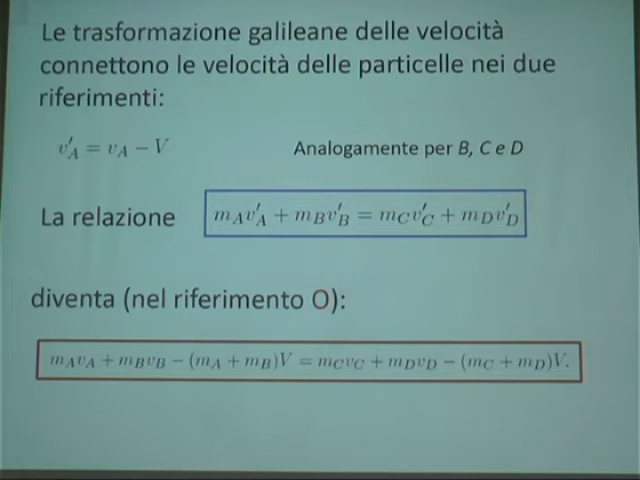 Le trasformazione galileane delle velocità
connettono le velocità delle particelle nei due
riferimenti:
v′_A = v_A − V Analogamente per B, C e D
La relazione m_A v′_A + m_B v′_B = m_C v′_C + m_D v′_D
diventa (nel riferimento O):
m_A v_A + m_B v_B − (m_A + m_B)V = m_C v_C + m_D v_D − (m_C + m_D)V.